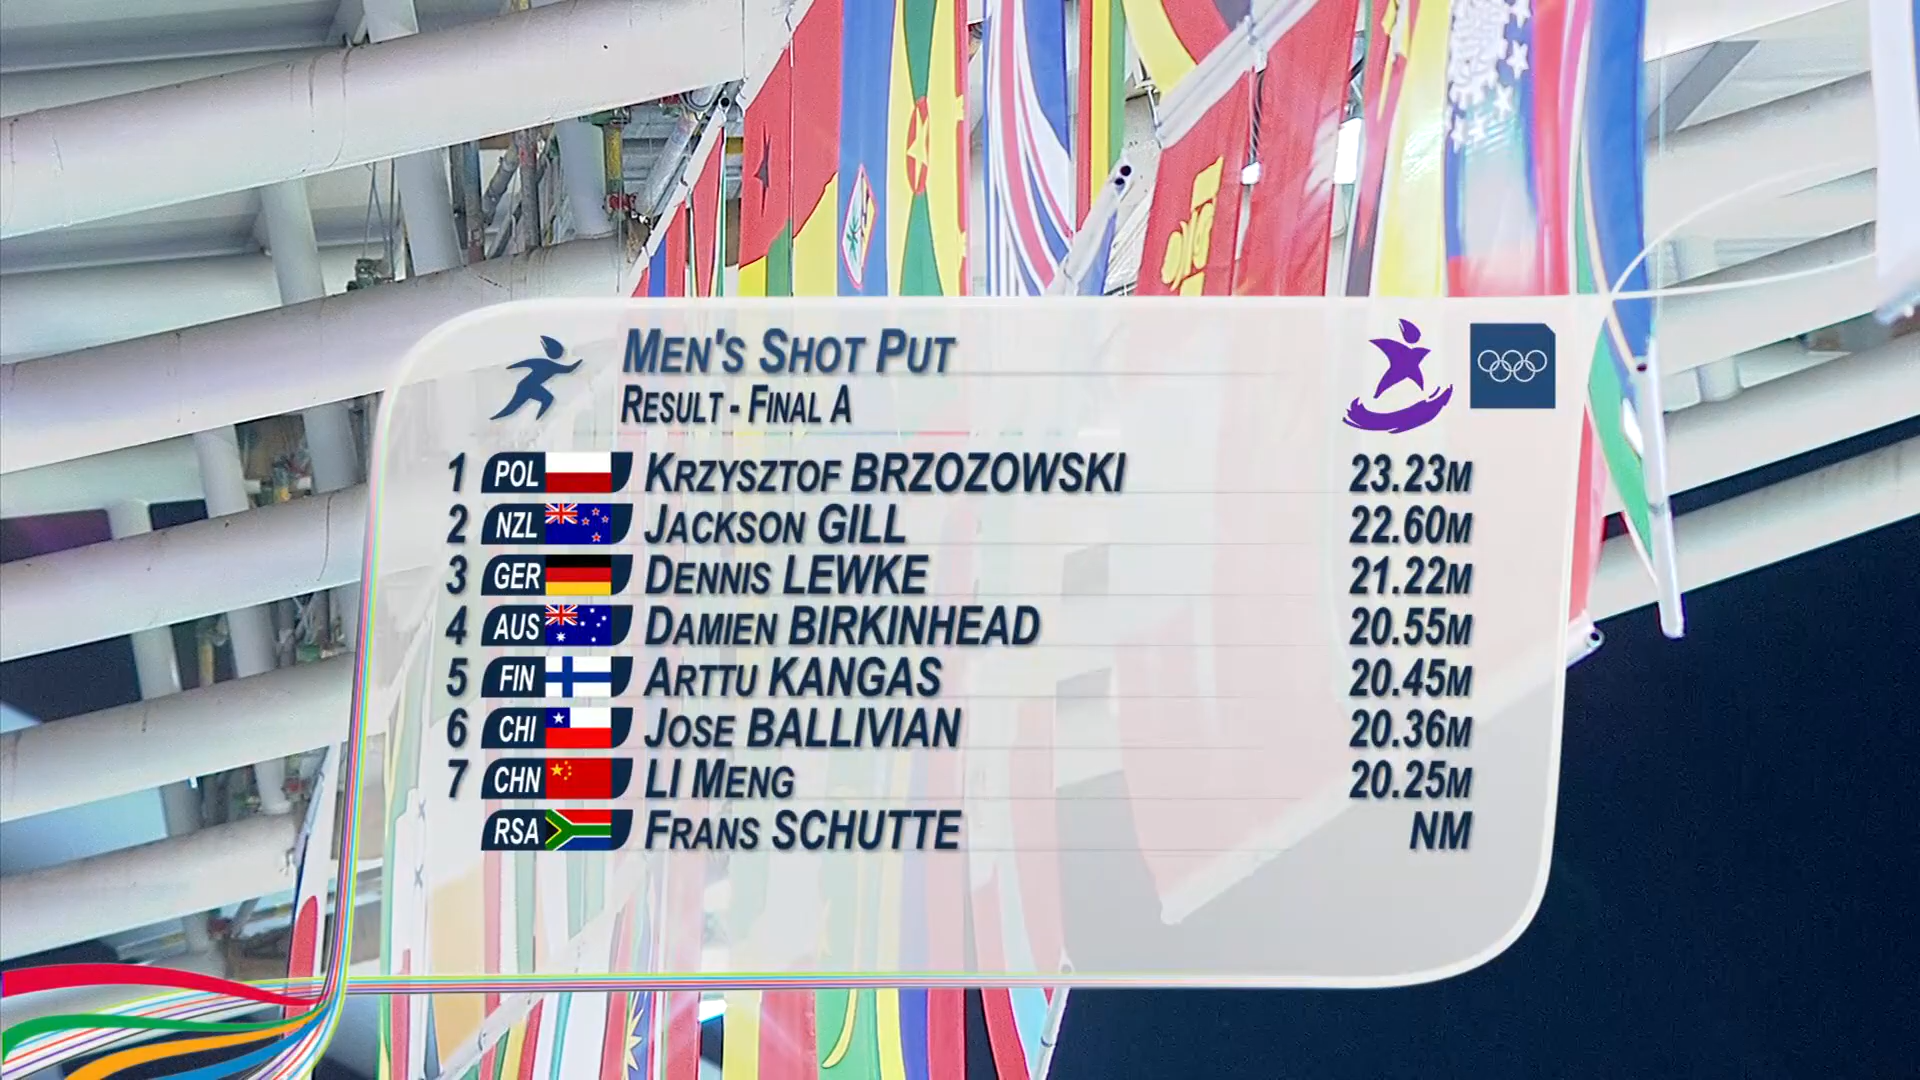 MEN'S SHOT PUT
RESULT - FINAL A
1 POL KRZYSZTOF BRZOZOWSKI 23.23M
2 NZL JACKSON GILL 22.60M
3 GER DENNIS LEWKE 21.22M
4 AUS DAMIEN BIRKINHEAD 20.55M
5 FIN ARTTU KANGAS 20.45M
6 CHI JOSE BALLIVIAN 20.36M
7 CHN LI MENG 20.25M
RSA FRANS SCHUTTE NM